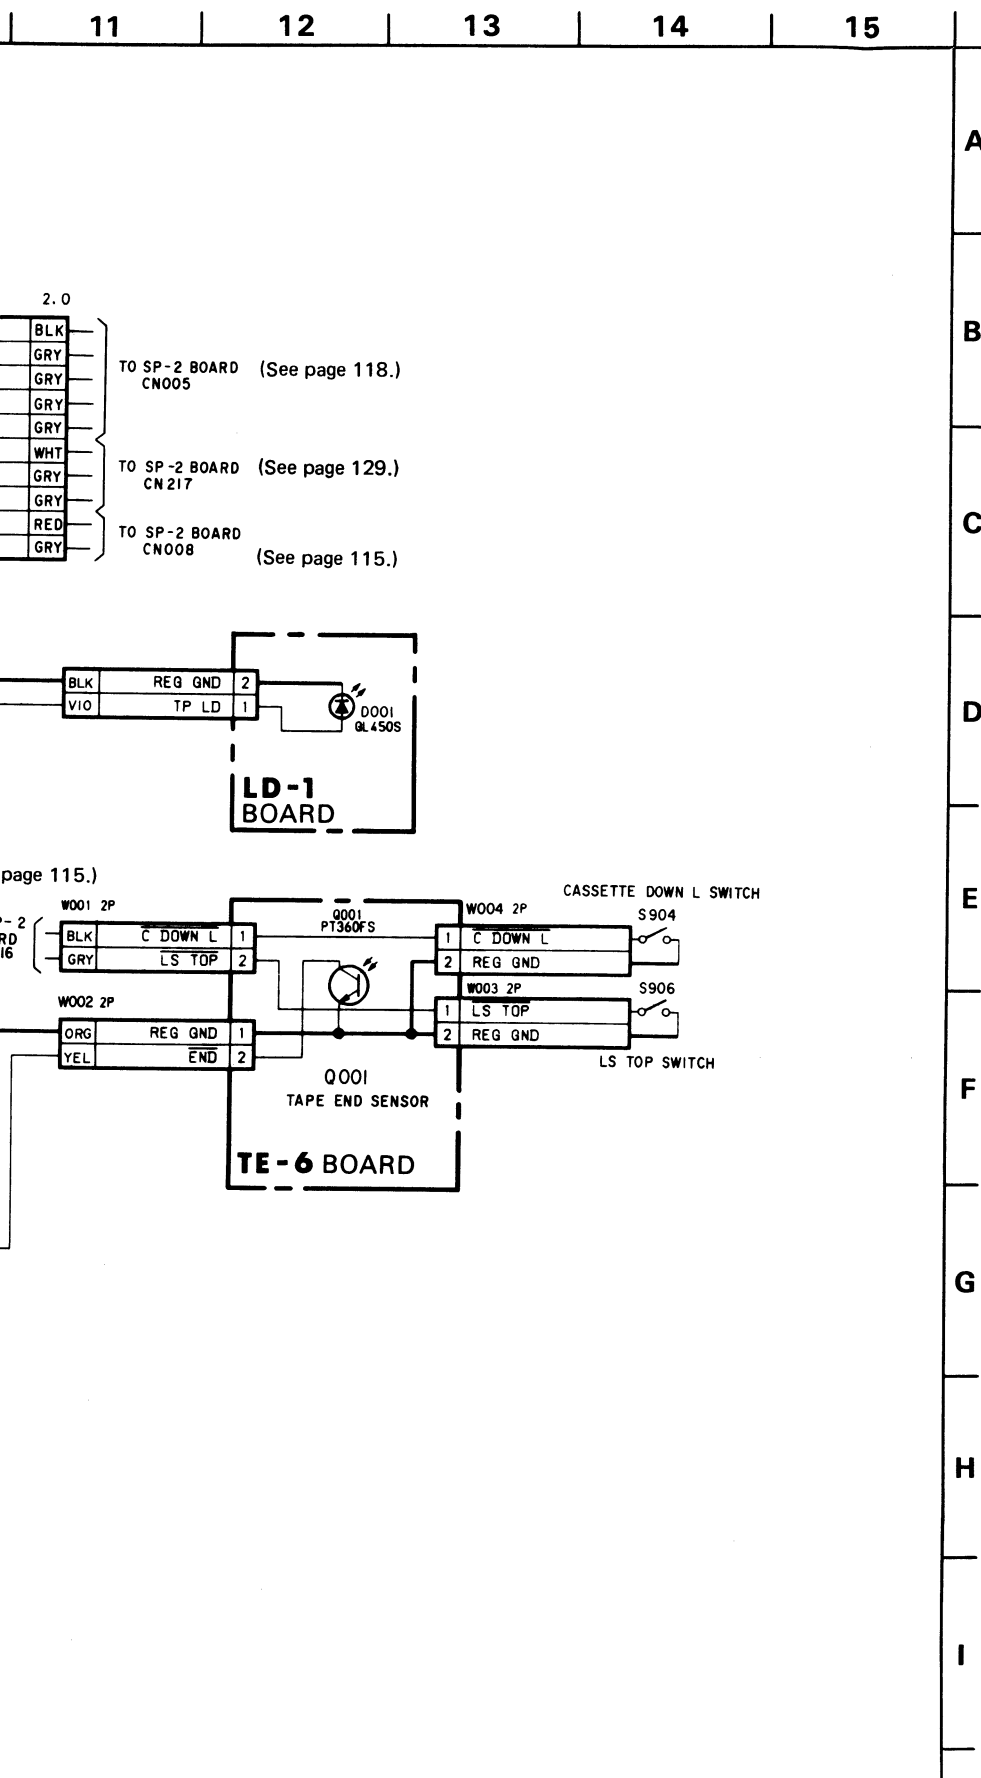 11 12 13 14 15
A
2.0
B
BLK
GRY
GRY
GRY
GRY
TO SP-2 BOARD (See page 118.)
CN005
WHT
GRY
GRY
TO SP-2 BOARD (See page 129.)
CN217
RED
GRY
TO SP-2 BOARD
CN008
(See page 115.)
C
D
BLK REG GND 2
VIO TP LD 1
D001
GL450S
LD-1
BOARD
page 115.)
E
CASSETTE DOWN L SWITCH
W001 2P
Q001
PT360FS
W004 2P
S904
P-2
RD
16
BLK C DOWN L 1
GRY LS TOP 2
1 C DOWN L
2 REG GND
W003 2P
S906
W002 2P
1 LS TOP
2 REG GND
ORG REG GND 1
YEL END 2
LS TOP SWITCH
Q001
TAPE END SENSOR
F
TE-6 BOARD
G
H
I